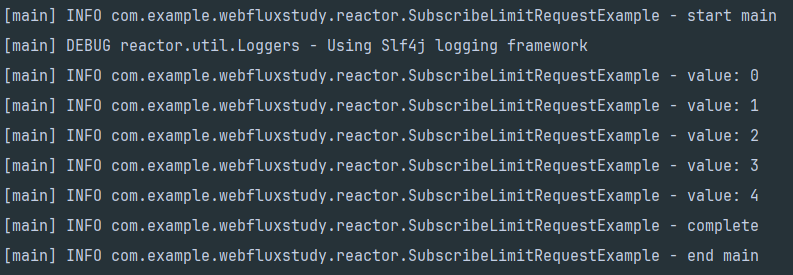 [main] INFO com.example.webfluxstudy.reactor.SubscribeLimitRequestExample - start main
[main] DEBUG reactor.util.Loggers - Using Slf4j logging framework
[main] INFO com.example.webfluxstudy.reactor.SubscribeLimitRequestExample - value: 0
[main] INFO com.example.webfluxstudy.reactor.SubscribeLimitRequestExample - value: 1
[main] INFO com.example.webfluxstudy.reactor.SubscribeLimitRequestExample - value: 2
[main] INFO com.example.webfluxstudy.reactor.SubscribeLimitRequestExample - value: 3
[main] INFO com.example.webfluxstudy.reactor.SubscribeLimitRequestExample - value: 4
[main] INFO com.example.webfluxstudy.reactor.SubscribeLimitRequestExample - complete
[main] INFO com.example.webfluxstudy.reactor.SubscribeLimitRequestExample - end main